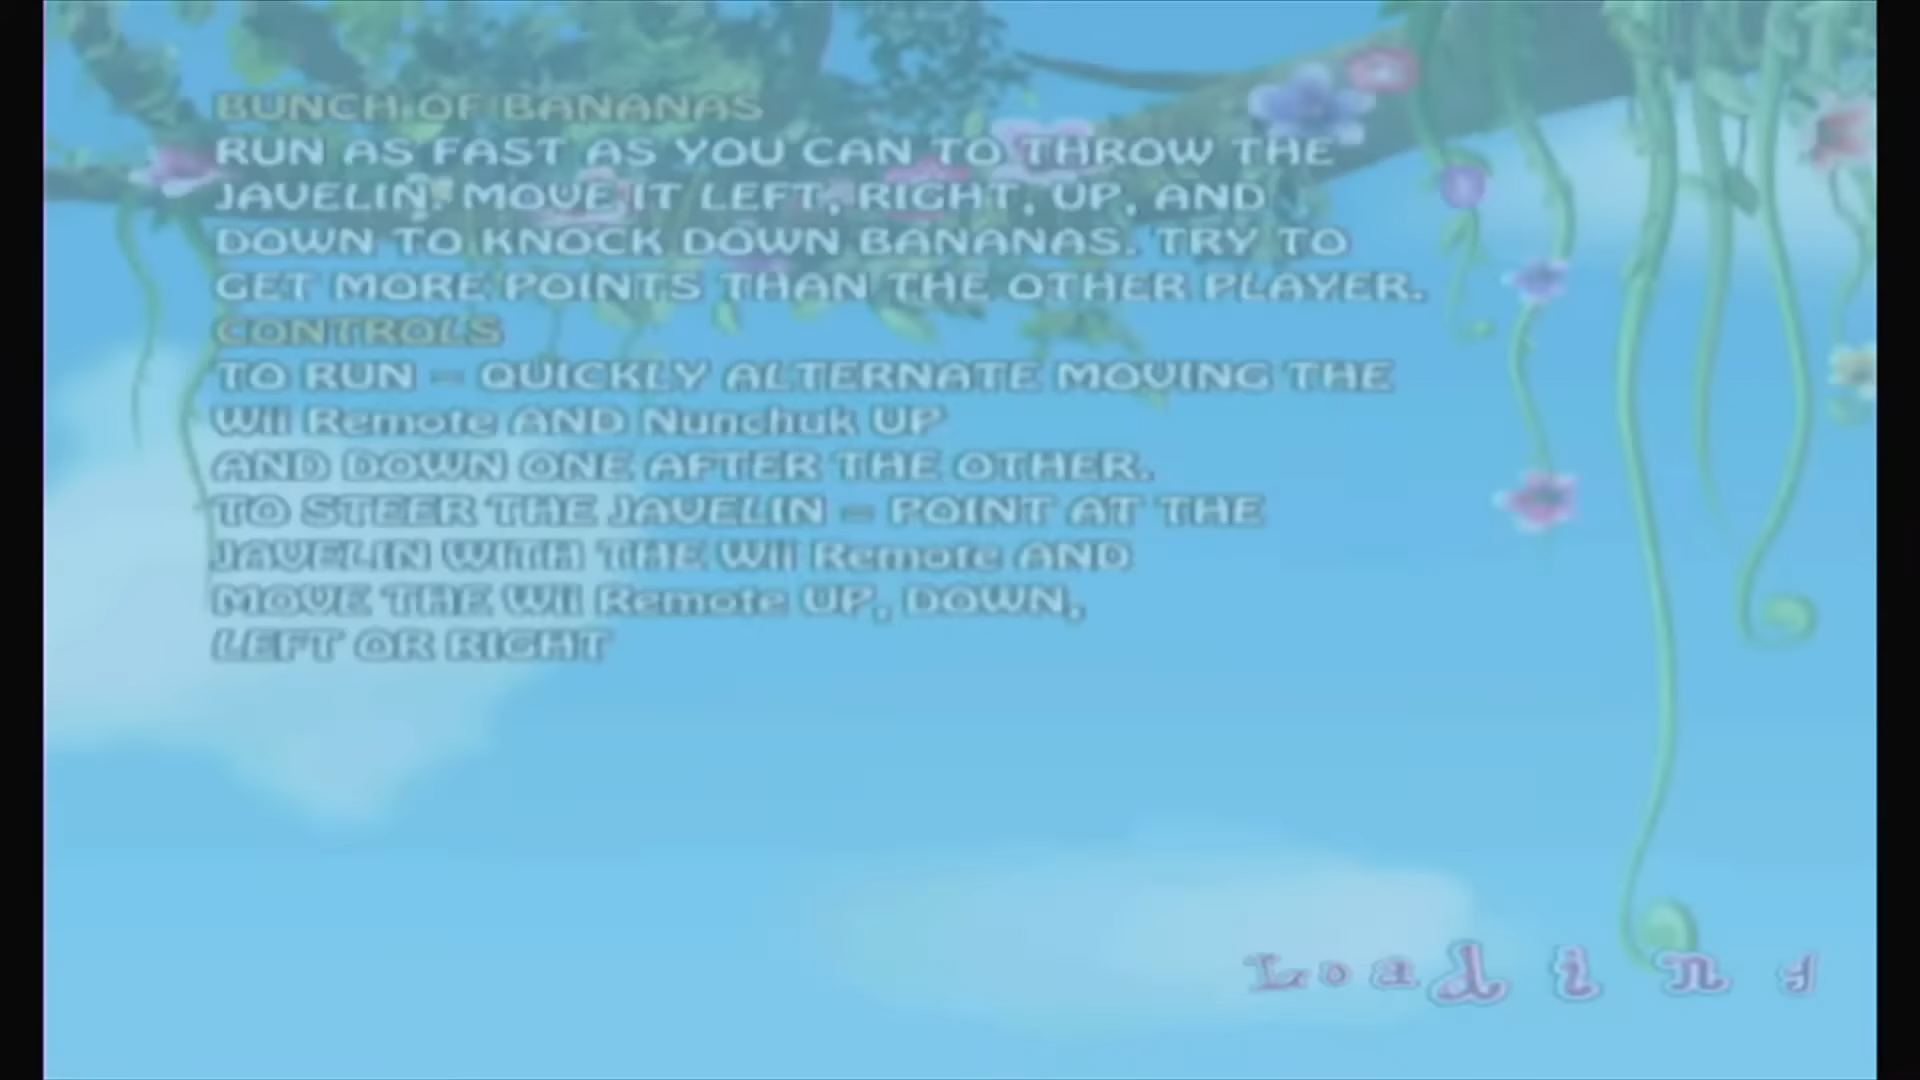 BUNCH OF BANANAS
RUN AS FAST AS YOU CAN TO THROW THE
JAVELIN. MOVE IT LEFT, RIGHT, UP, AND
DOWN TO KNOCK DOWN BANANAS. TRY TO
GET MORE POINTS THAN THE OTHER PLAYER.
CONTROLS
TO RUN - QUICKLY ALTERNATE MOVING THE
Wii Remote AND Nunchuk UP
AND DOWN ONE AFTER THE OTHER.
TO STEER THE JAVELIN - POINT AT THE
JAVELIN WITH THE Wii Remote AND
MOVE THE Wii Remote UP, DOWN,
LEFT OR RIGHT
Loading